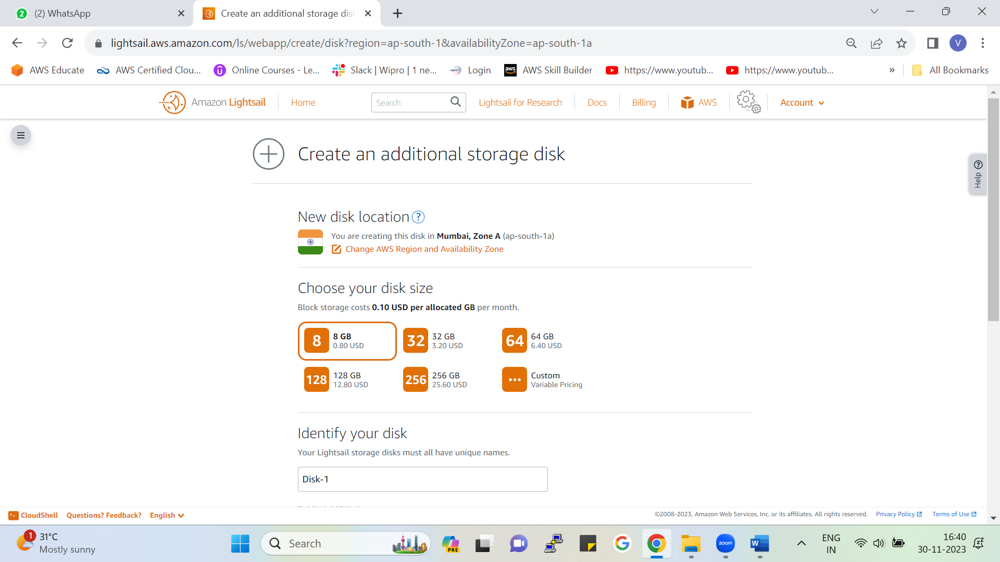 (2) WhatsApp
Create an additional storage dis
lightsail.aws.amazon.com/ls/webapp/create/disk?region=ap-south-1&availabilityZone=ap-south-1a
V
AWS Educate
AWS Certified Clou...
Online Courses - Le...
Slack | Wipro | 1 ne...
Login
AWS Skill Builder
https://www.youtub...
https://www.youtub...
»
All Bookmarks
Amazon Lightsail
Home
Search
Lightsail for Research
Docs
Billing
AWS
Account
Create an additional storage disk
Help
New disk location
You are creating this disk in Mumbai, Zone A (ap-south-1a)
Change AWS Region and Availability Zone
Choose your disk size
Block storage costs 0.10 USD per allocated GB per month.
8
8 GB
0.80 USD
32
32 GB
3.20 USD
64
64 GB
6.40 USD
128
128 GB
12.80 USD
256
256 GB
25.60 USD
Custom
Variable Pricing
Identify your disk
Your Lightsail storage disks must all have unique names.
Disk-1
CloudShell
Questions? Feedback?
English
©2008-2023, Amazon Web Services, Inc. or its affiliates. All rights reserved.
Privacy Policy
Terms of Use
1
31°C
Mostly sunny
Search
PRE
zoom
W
ENG
IN
16:40
30-11-2023